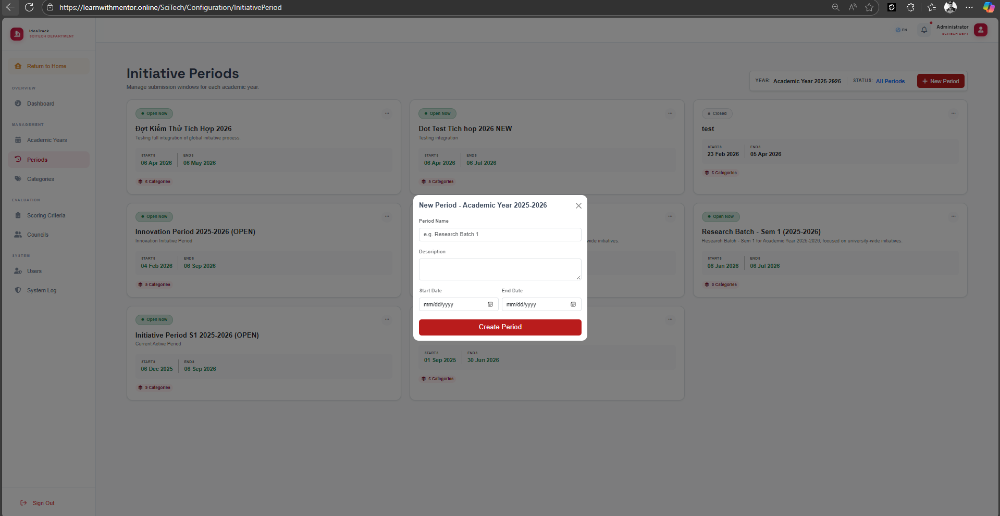 https://learnwithmentor.online/SciTech/Configuration/InitiativePeriod
IdeaTrack
SCITECH DEPARTMENT
EN
Administrator
SCITECH DEPT
Return to Home
OVERVIEW
Dashboard
MANAGEMENT
Academic Years
Periods
Categories
EVALUATION
Scoring Criteria
Councils
SYSTEM
Users
System Log
Sign Out
Initiative Periods
Manage submission windows for each academic year.
YEAR: Academic Year 2025-2026 STATUS: All Periods + New Period
Open Now
Đợt Kiểm Thử Tích Hợp 2026
Testing full integration of global initiative process.
STARTS ENDS
06 Apr 2026 06 May 2026
6 Categories
Open Now
Dot Test Tich hop 2026 NEW
Testing integration
STARTS ENDS
06 Apr 2026 06 Jul 2026
5 Categories
Closed
test
STARTS ENDS
23 Feb 2026 05 Apr 2026
6 Categories
Open Now
Innovation Period 2025-2026 (OPEN)
Innovation Initiative Period
STARTS ENDS
04 Feb 2026 06 Sep 2026
5 Categories
wide initiatives.
Open Now
Research Batch - Sem 1 (2025-2026)
Research Batch - Sem 1 for Academic Year 2025-2026, focused on university-wide initiatives.
STARTS ENDS
06 Jan 2026 06 Jul 2026
0 Categories
Open Now
Initiative Period S1 2025-2026 (OPEN)
Current Active Period
STARTS ENDS
06 Dec 2025 06 Sep 2026
9 Categories
STARTS ENDS
01 Sep 2025 30 Jun 2026
6 Categories
New Period - Academic Year 2025-2026
Period Name
e.g. Research Batch 1
Description
Start Date End Date
mm/dd/yyyy mm/dd/yyyy
Create Period